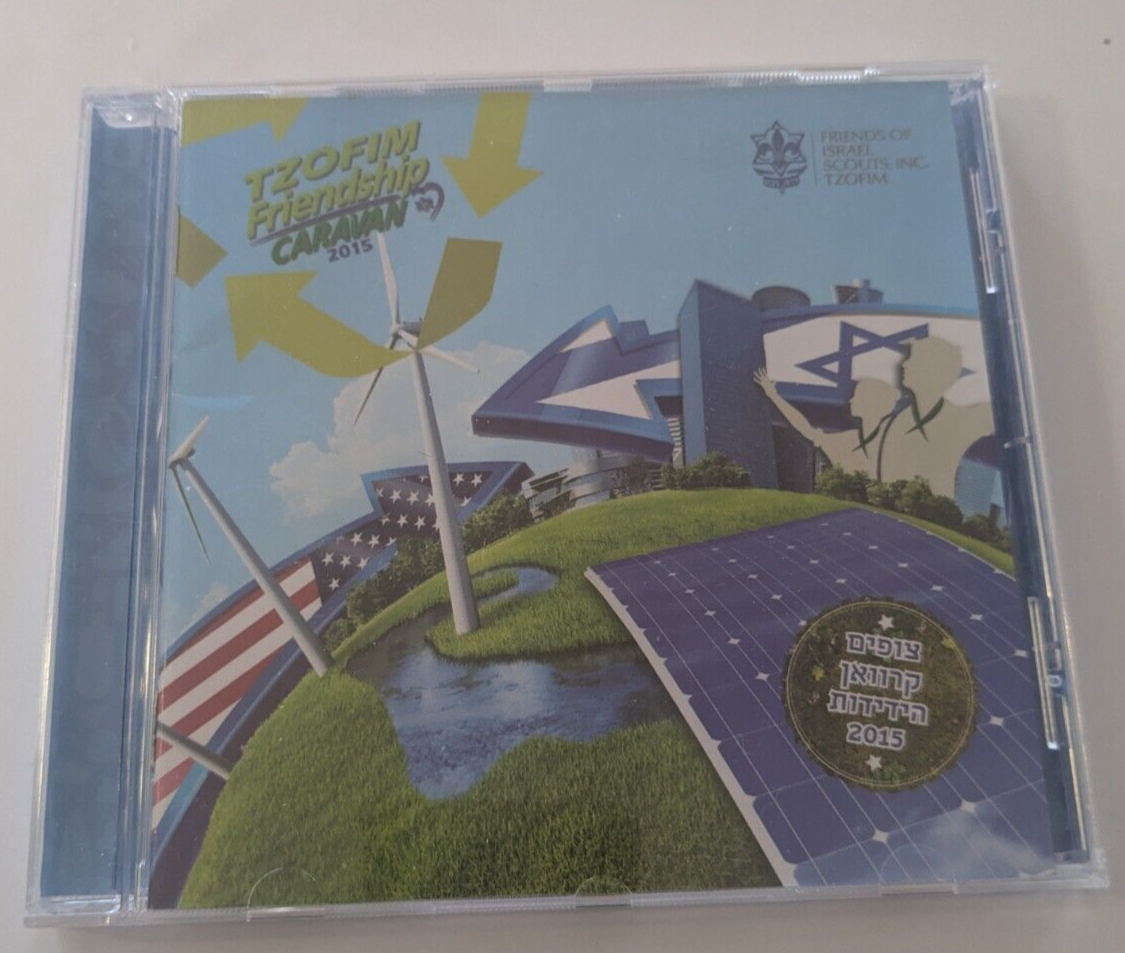 TZOFIM
Friendship
CARAVAN
2015
FRIENDS OF
ISRAEL
SCOUTS, INC.
TZOFIM
צופים
קרוואן
הידידות
2015